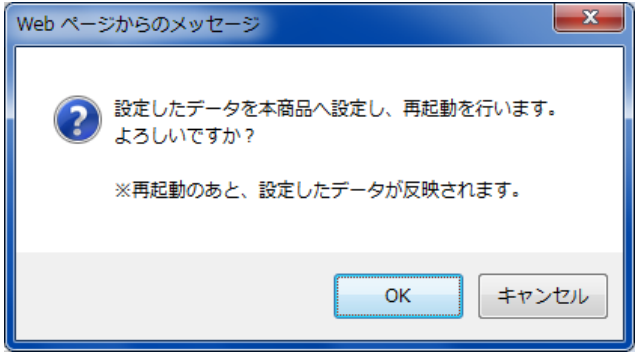 Web ページからのメッセージ
設定したデータを本商品へ設定し、再起動を行います。
よろしいですか？
※再起動のあと、設定したデータが反映されます。
OK
キャンセル